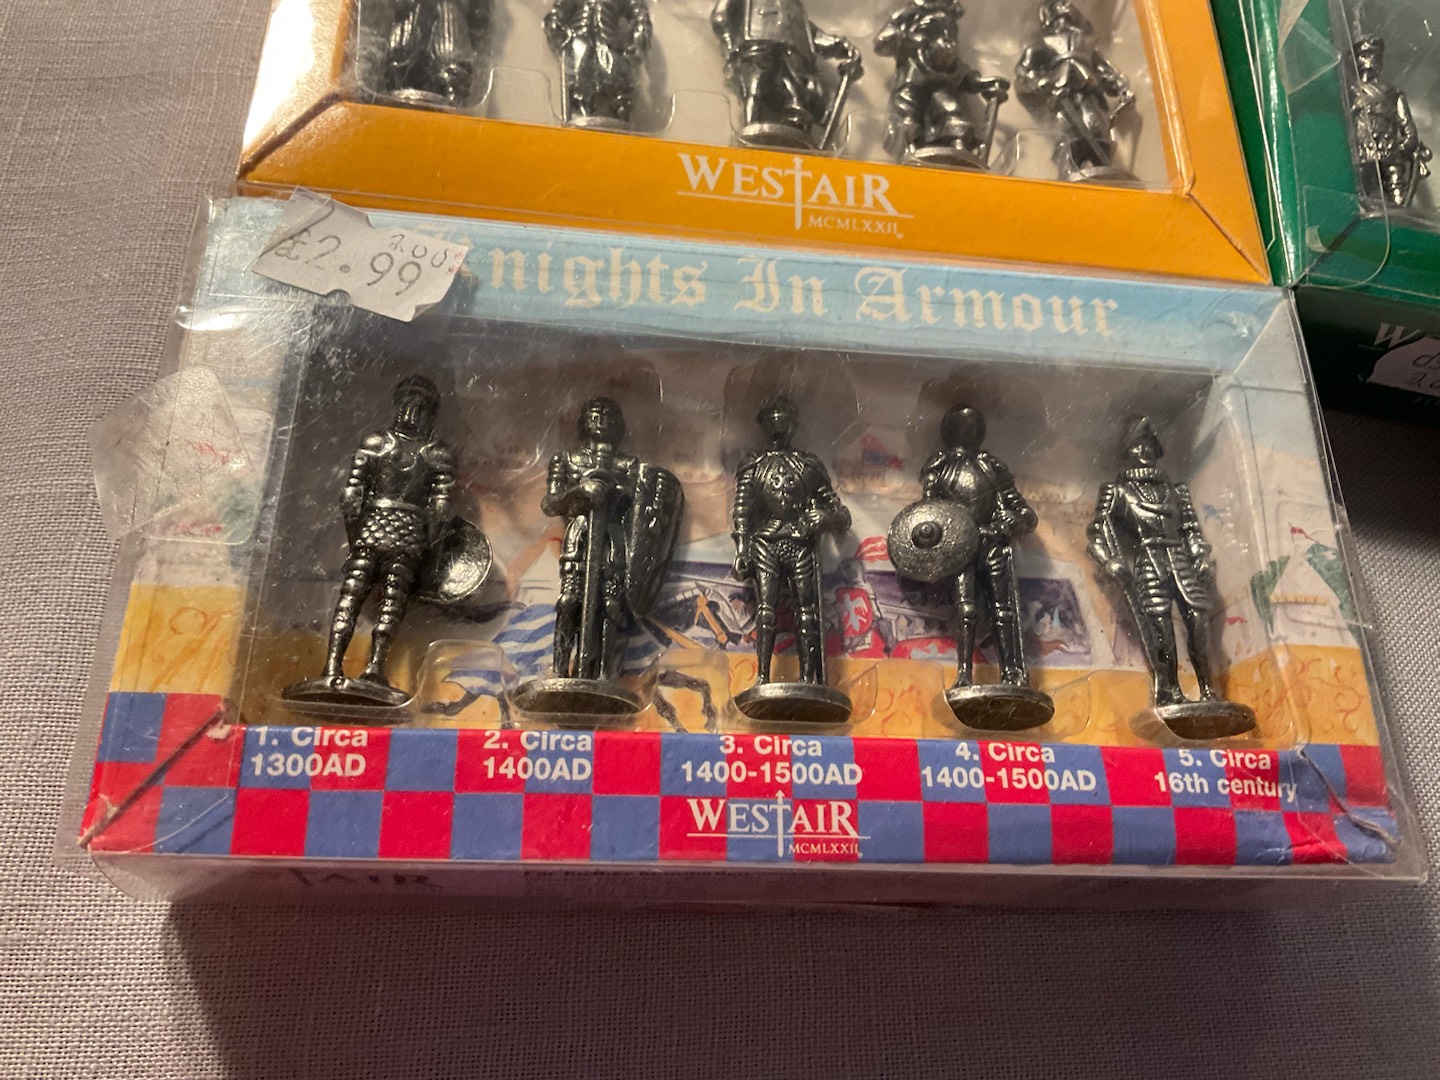 WESTAIR
MCMLXXII
£2.99
Knights In Armour
1. Circa
1300AD
2. Circa
1400AD
3. Circa
1400-1500AD
4. Circa
1400-1500AD
5. Circa
16th century
WESTAIR
MCMLXXII